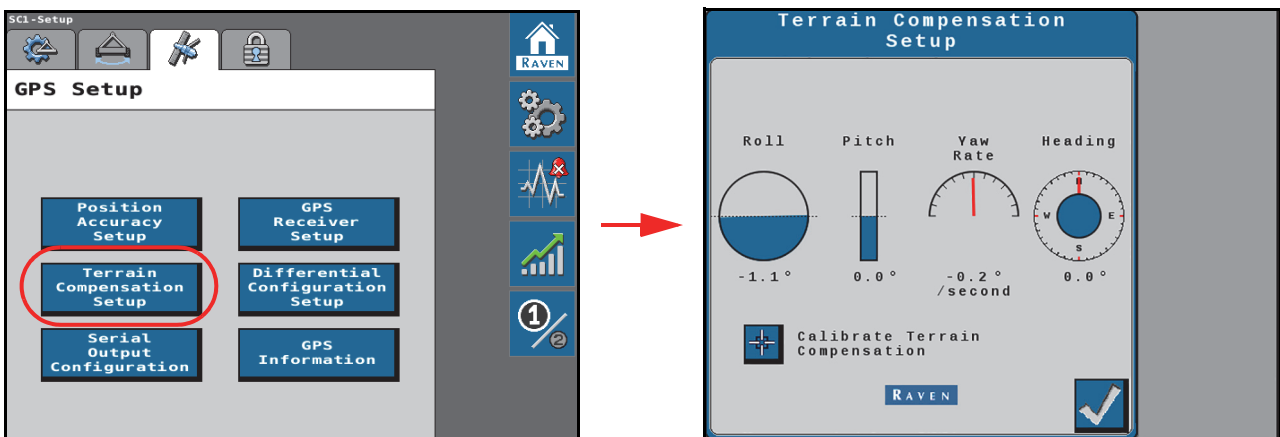 SC1-Setup
RAVEN
GPS Setup
Position
Accuracy
Setup
GPS
Receiver
Setup
Terrain
Compensation
Setup
Differential
Configuration
Setup
Serial
Output
Configuration
GPS
Information
1/2
Terrain Compensation
Setup
Roll
Pitch
Yaw
Rate
Heading
N
W
E
S
-1.1°
0.0°
-0.2°
/second
0.0°
Calibrate Terrain
Compensation
RAVEN